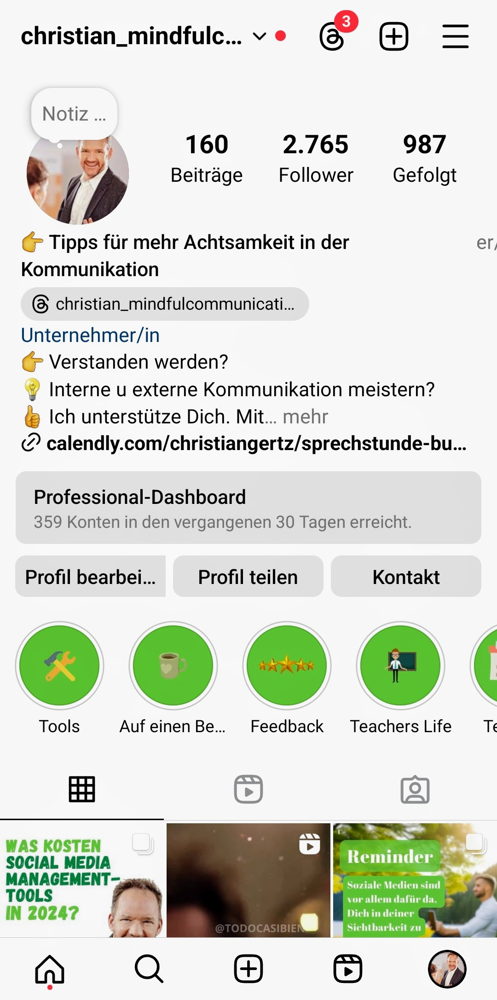 christian_mindfulc...
3
Notiz ...
160
2.765
987
Beiträge
Follower
Gefolgt
👉 Tipps für mehr Achtsamkeit in der
er/
Kommunikation
christian_mindfulcommunicati...
Unternehmer/in
👉 Verstanden werden?
💡 Interne u externe Kommunikation meistern?
👍 Ich unterstütze Dich. Mit... mehr
calendly.com/christiangertz/sprechstunde-bu...
Professional-Dashboard
359 Konten in den vergangenen 30 Tagen erreicht.
Profil bearbei...
Profil teilen
Kontakt
Tools
Auf einen Be...
Feedback
Teachers Life
Te
WAS KOSTEN
SOCIAL MEDIA
MANAGEMENT-
TOOLS
IN 2024?
@TODOCASIBIEN
1
Reminder
Soziale Medien sind
vor allem dafür da,
Dich in deiner
Sichtbarkeit zu